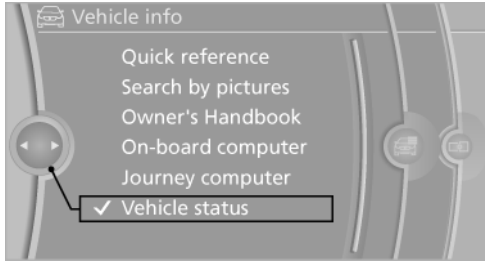 Vehicle info
Quick reference
Search by pictures
Owner's Handbook
On-board computer
Journey computer
✓ Vehicle status